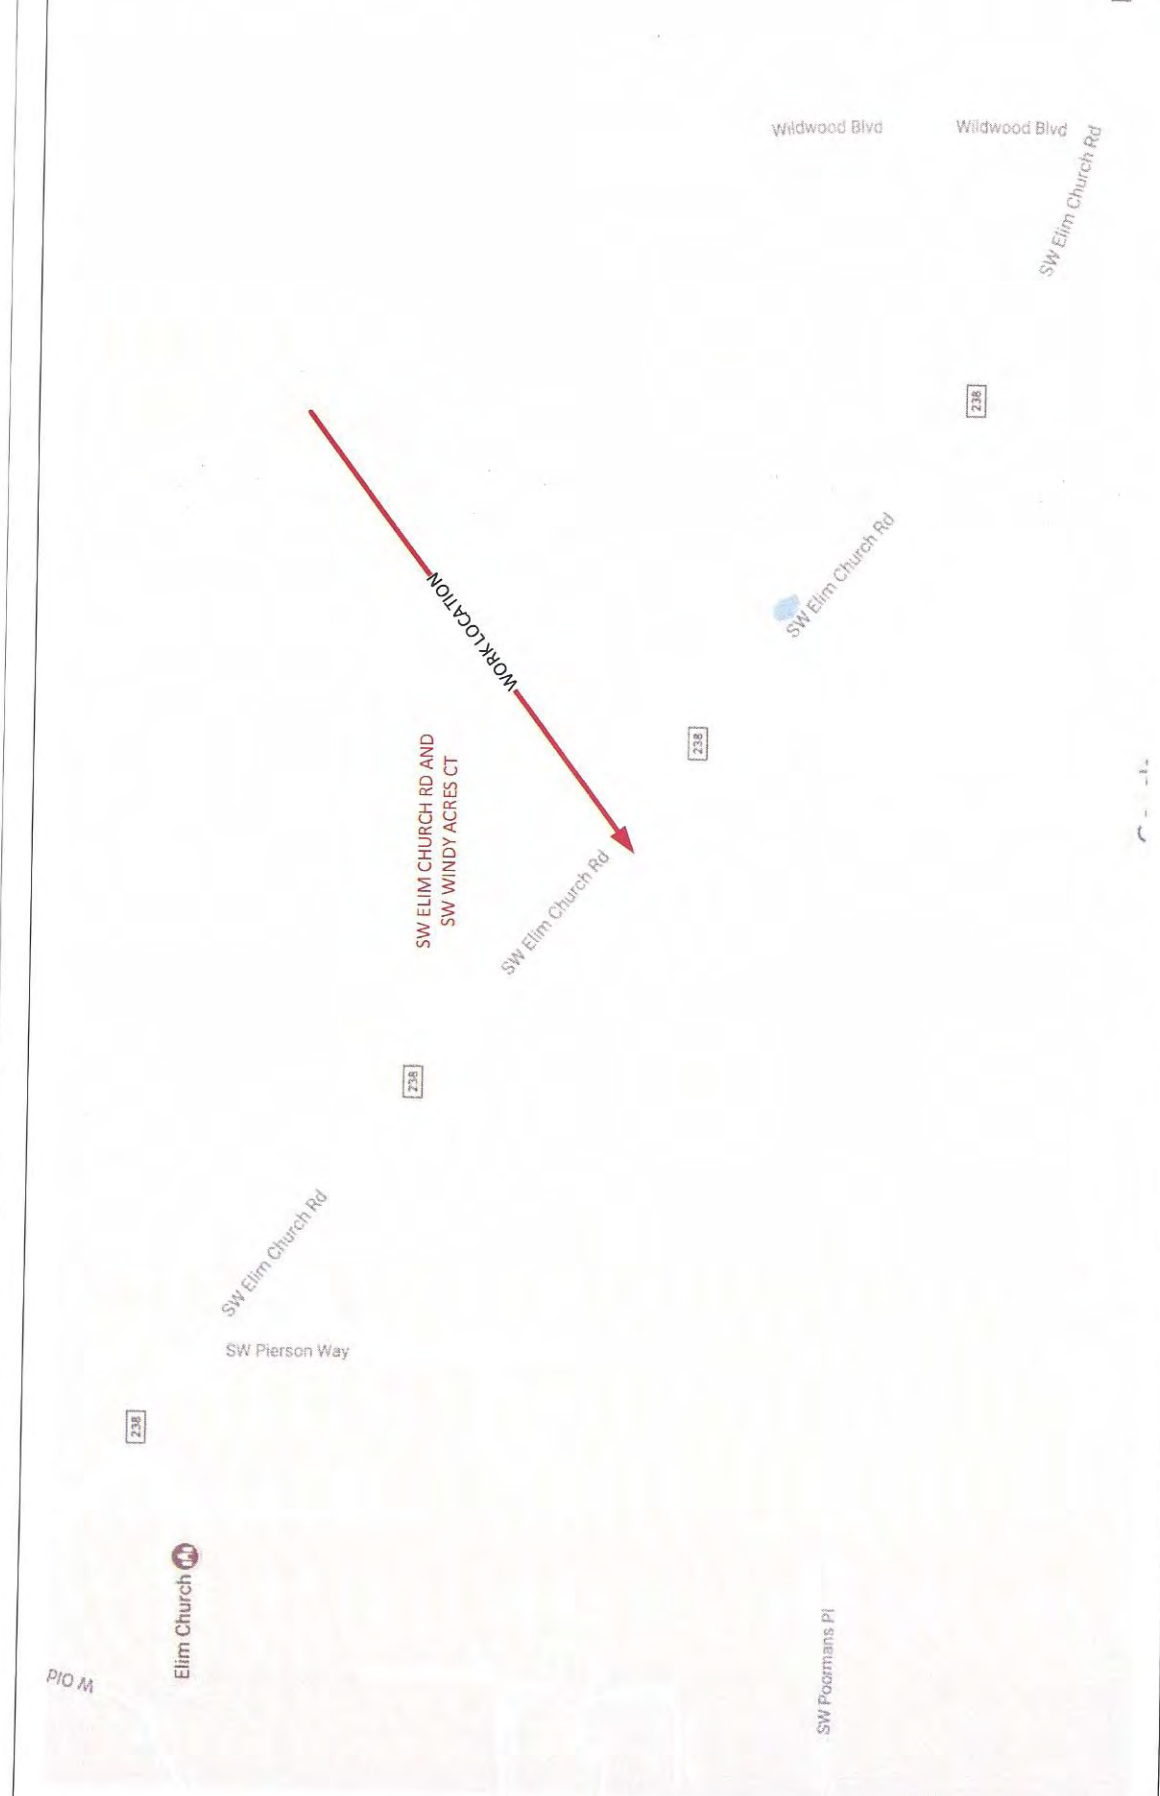 Wildwood Blvd
Wildwood Blvd
SW Elim Church Rd
238
SW Elim Church Rd
238
WORK LOCATION
SW ELIM CHURCH RD AND
SW WINDY ACRES CT
SW Elim Church Rd
238
SW Elim Church Rd
SW Pierson Way
238
Elim Church
W Old
SW Poormans Pl